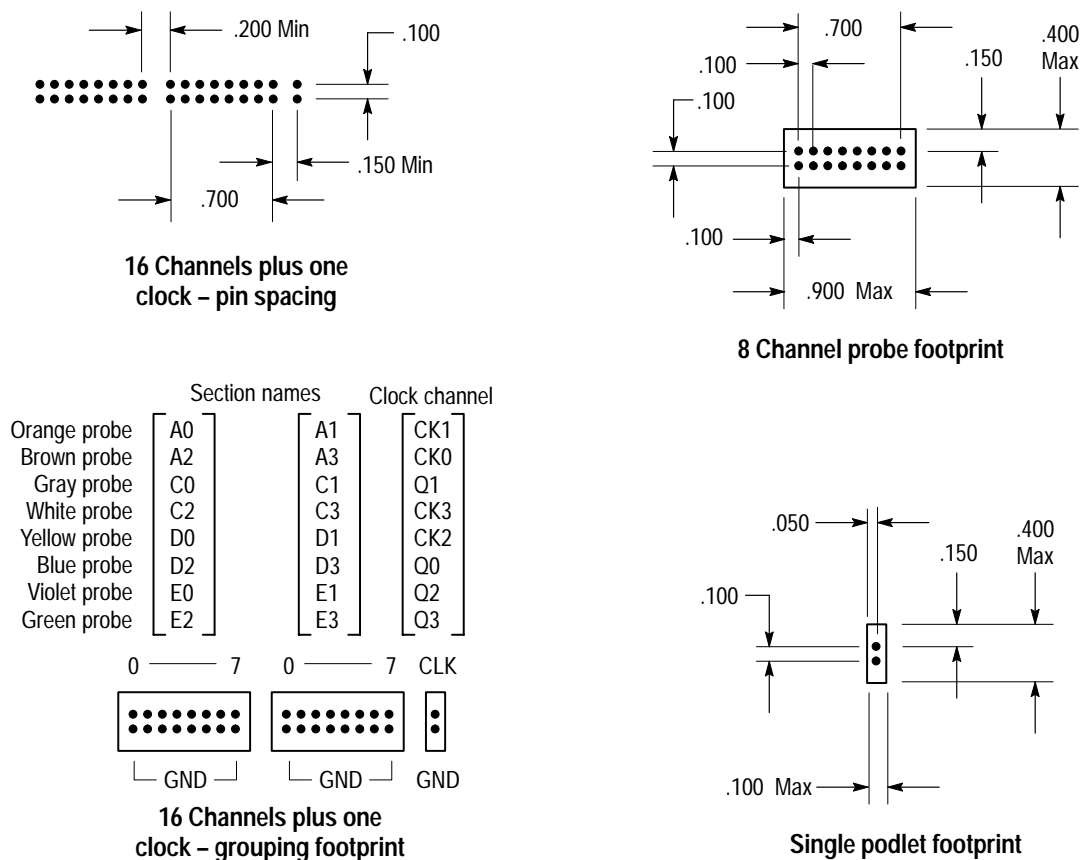 .200 Min
.100
.150 Min
.700
16 Channels plus one
clock – pin spacing
.700
.400
Max
.150
.100
.100
.100
.900 Max
8 Channel probe footprint
Section names
Clock channel
Orange probe A0 A1 CK1
Brown probe A2 A3 CK0
Gray probe C0 C1 Q1
White probe C2 C3 CK3
Yellow probe D0 D1 CK2
Blue probe D2 D3 Q0
Violet probe E0 E1 Q2
Green probe E2 E3 Q3
0 7 0 7 CLK
GND GND GND
16 Channels plus one
clock – grouping footprint
.050
.400
Max
.150
.100
.100 Max
Single podlet footprint